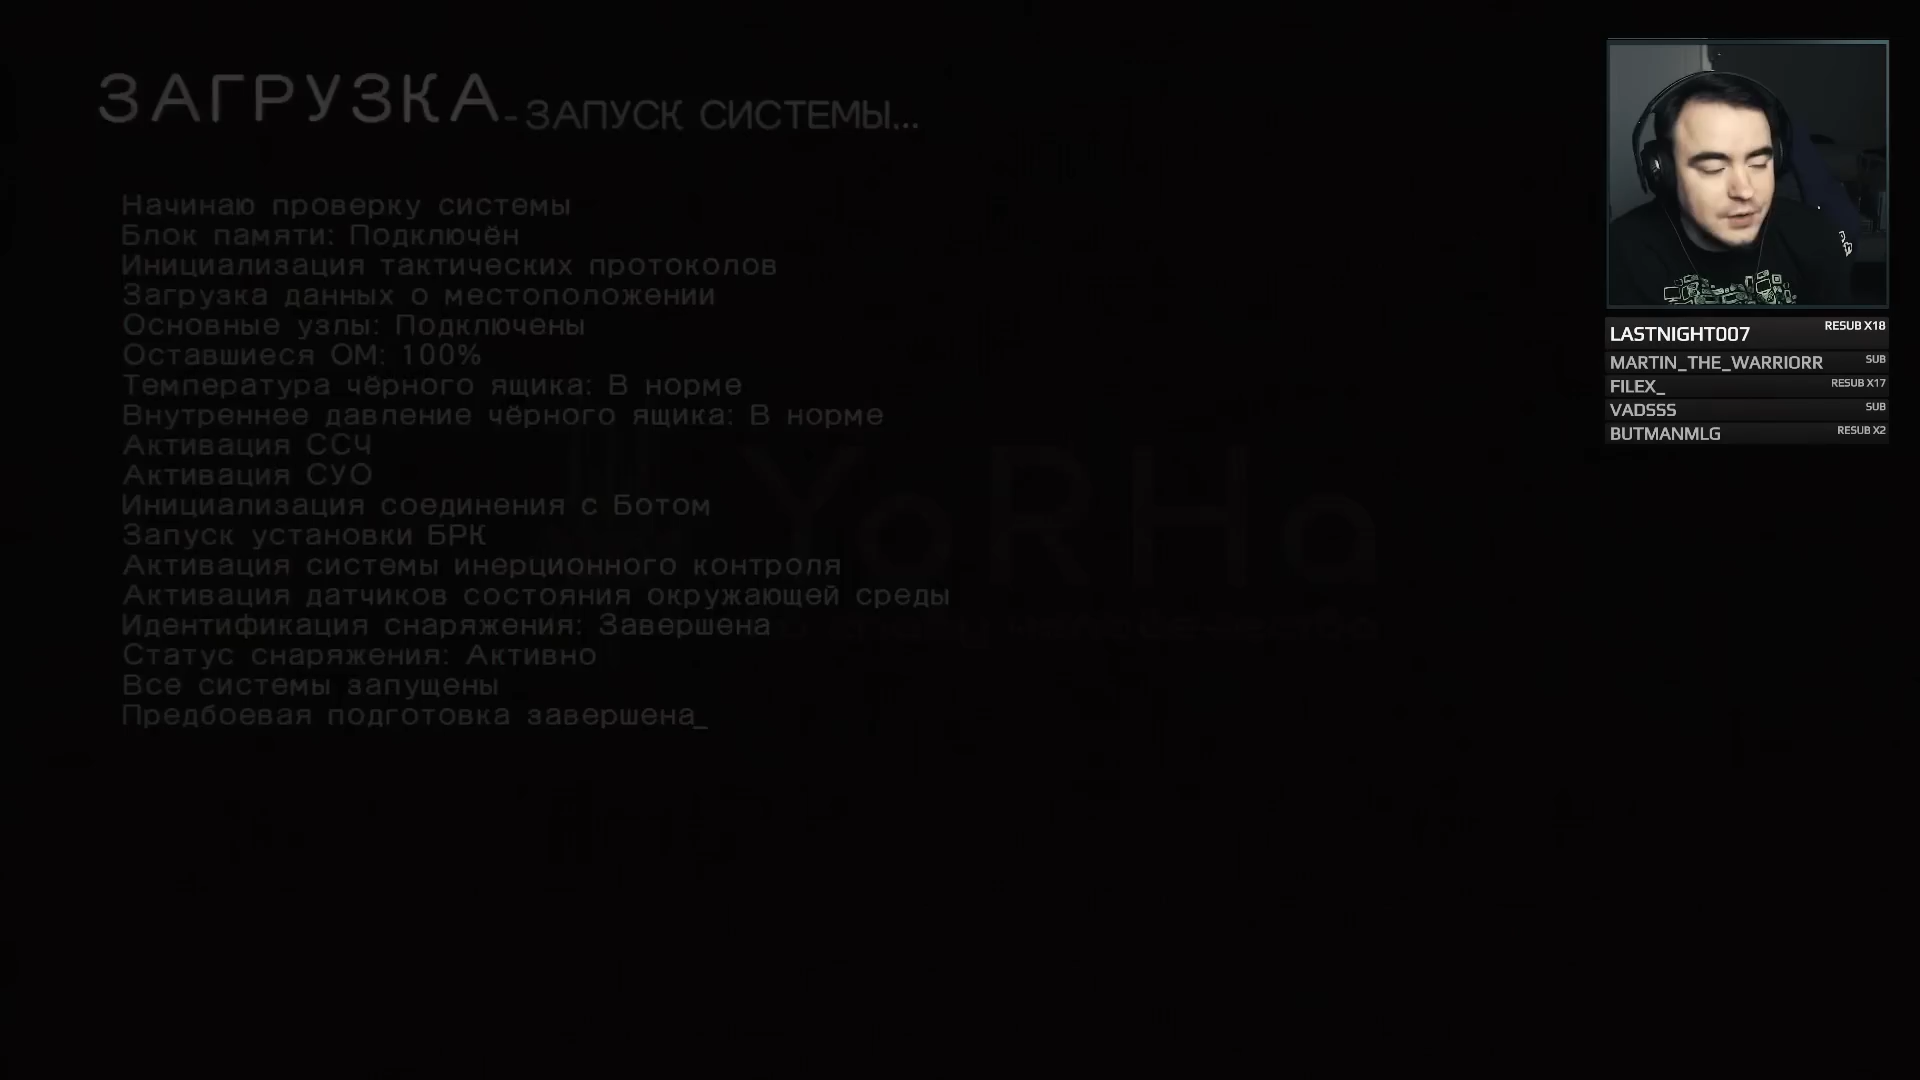 ЗАГРУЗКА-ЗАПУСК СИСТЕМЫ...
Начинаю проверку системы
Блок памяти: Подключён
Инициализация тактических протоколов
Загрузка данных о местоположении
Основные узлы: Подключены
Оставшиеся ОМ: 100%
Температура чёрного ящика: В норме
Внутреннее давление чёрного ящика: В норме
Активация ССЧ
Активация СУО
Инициализация соединения с Ботом
Запуск установки БРК
Активация системы инерционного контроля
Активация датчиков состояния окружающей среды
Идентификация снаряжения: Завершена
Статус снаряжения: Активно
Все системы запущены
Предбоевая подготовка завершена_
YoRHa
LASTNIGHT007 RESUB X18
MARTIN_THE_WARRIORR SUB
FILEX_ RESUB X17
VADSSS SUB
BUTMANMLG RESUB X2